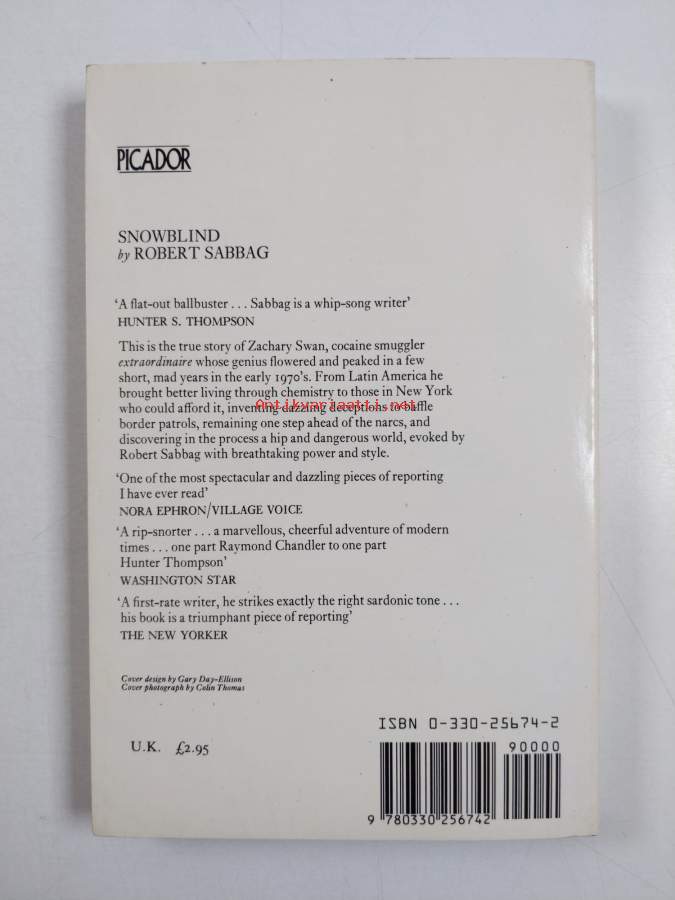 PICADOR
SNOWBLIND
by ROBERT SABBAG
'A flat-out ballbuster . . . Sabbag is a whip-song writer'
HUNTER S. THOMPSON
This is the true story of Zachary Swan, cocaine smuggler
extraordinaire whose genius flowered and peaked in a few
short, mad years in the early 1970's. From Latin America he
brought better living through chemistry to those in New York
who could afford it, inventing dazzling deceptions to baffle
Antikvariaatti.net
border patrols, remaining one step ahead of the narcs, and
discovering in the process a hip and dangerous world, evoked by
Robert Sabbag with breathtaking power and style.
'One of the most spectacular and dazzling pieces of reporting
I have ever read'
NORA EPHRON/VILLAGE VOICE
'A rip-snorter . . . a marvellous, cheerful adventure of modern
times . . . one part Raymond Chandler to one part
Hunter Thompson'
WASHINGTON STAR
'A first-rate writer, he strikes exactly the right sardonic tone . . .
his book is a triumphant piece of reporting'
THE NEW YORKER
Cover design by Gary Day-Ellison
Cover photograph by Colin Thomas
ISBN 0-330-25674-2
U.K. £2.95
90000
9 780330 256742